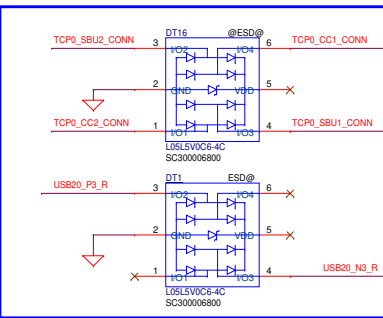 DT16 @ESD@
TCP0_SBU2_CONN 3 I/O2 I/O4 6 TCP0_CC1_CONN
2 GND VDD 5
TCP0_CC2_CONN 1 I/O1 I/O3 4 TCP0_SBU1_CONN
L05L5V0C6-4C
SC300006800
DT1 ESD@
USB20_P3_R 3 I/O2 I/O4 6
2 GND VDD 5
1 I/O1 I/O3 4 USB20_N3_R
L05L5V0C6-4C
SC300006800